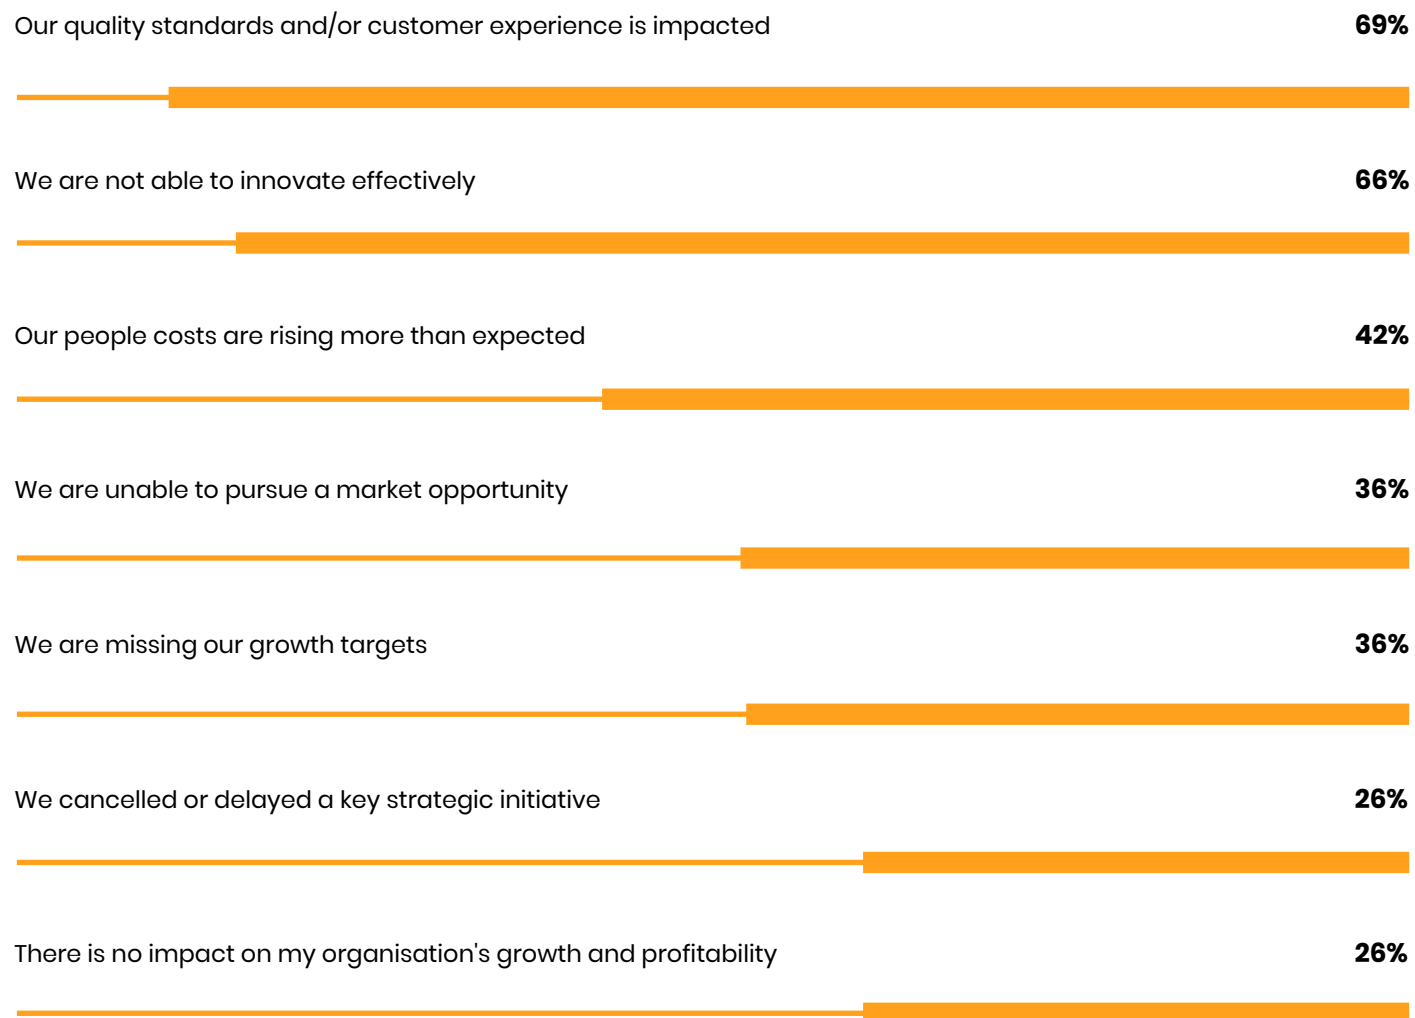 Our quality standards and/or customer experience is impacted 69%
We are not able to innovate effectively 66%
Our people costs are rising more than expected 42%
We are unable to pursue a market opportunity 36%
We are missing our growth targets 36%
We cancelled or delayed a key strategic initiative 26%
There is no impact on my organisation's growth and profitability 26%